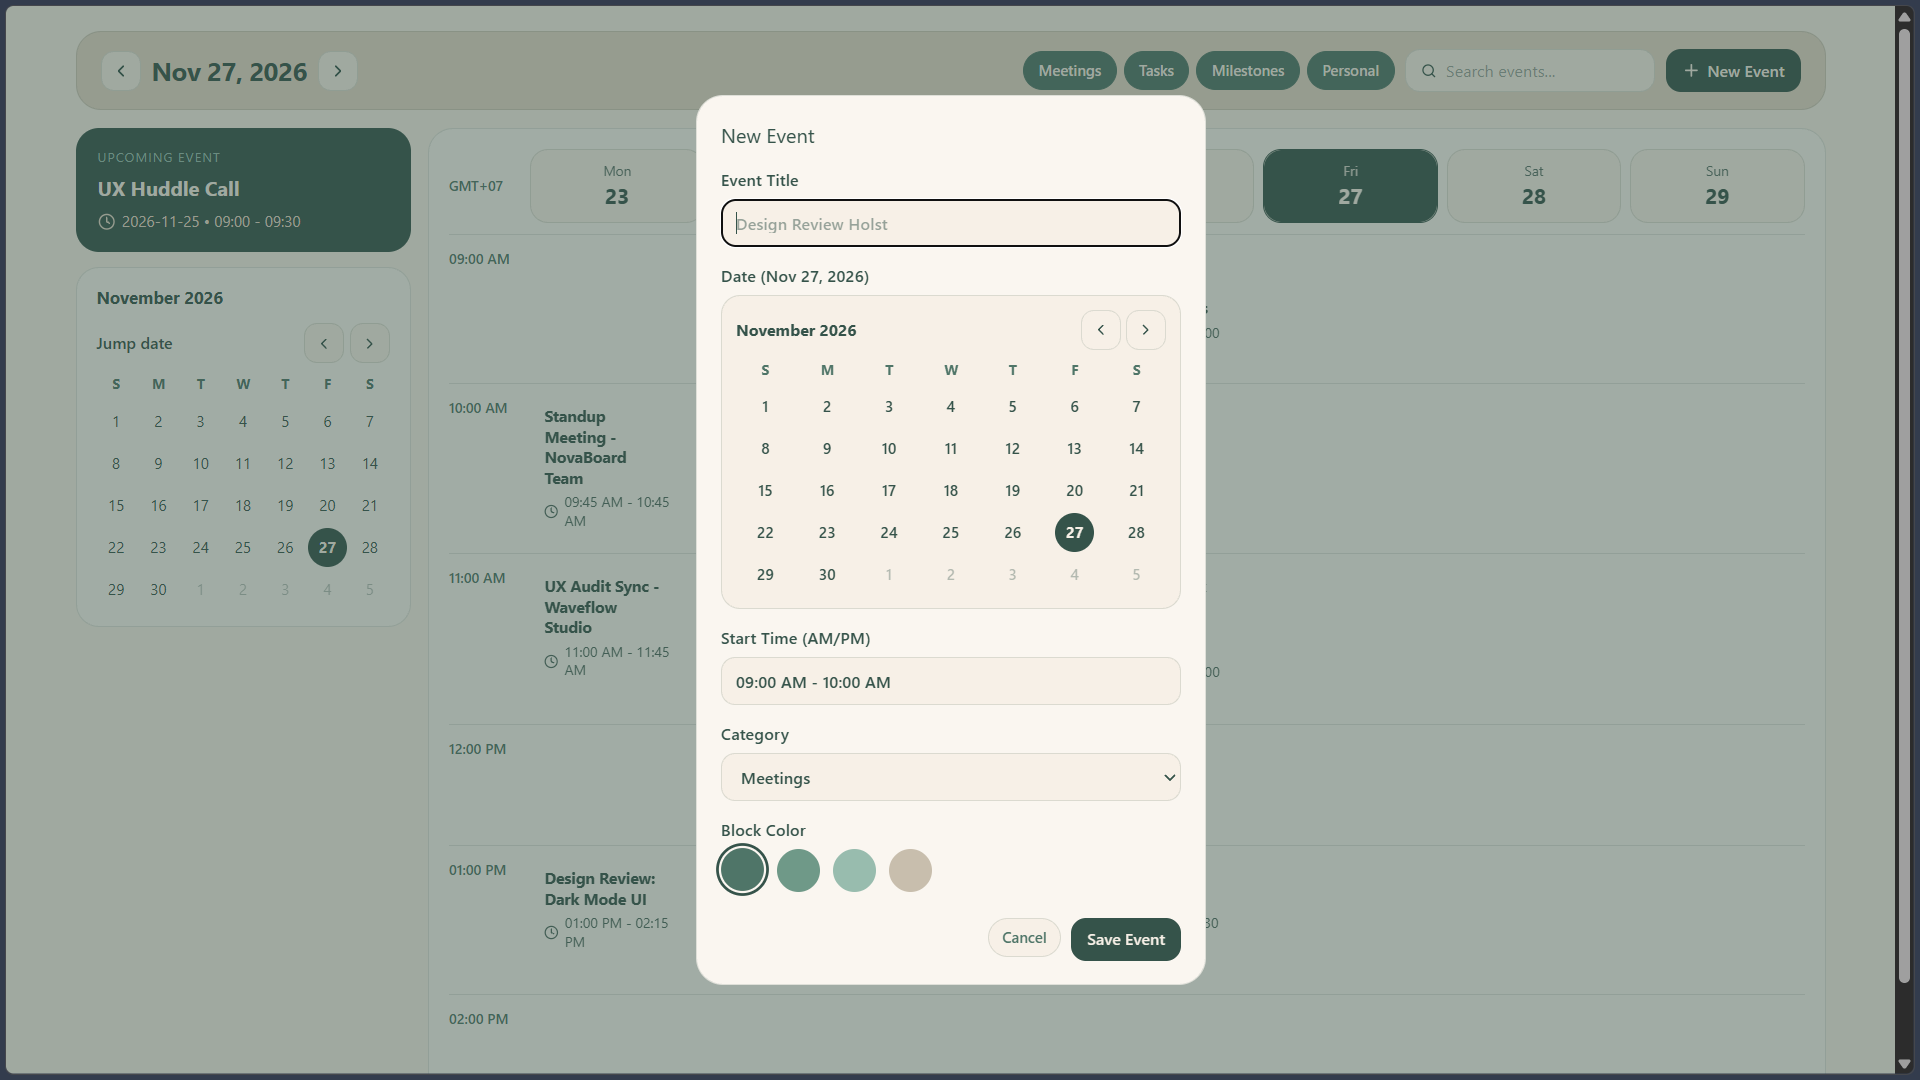 Nov 27, 2026
Meetings
Tasks
Milestones
Personal
Search events...
New Event
UPCOMING EVENT
UX Huddle Call
2026-11-25 • 09:00 - 09:30
November 2026
Jump date
S M T W T F S
1 2 3 4 5 6 7
8 9 10 11 12 13 14
15 16 17 18 19 20 21
22 23 24 25 26 27 28
29 30 1 2 3 4 5
GMT+07
Mon
23
Fri
27
Sat
28
Sun
29
09:00 AM
00
10:00 AM
Standup
Meeting -
NovaBoard
Team
09:45 AM - 10:45
AM
11:00 AM
UX Audit Sync -
Waveflow
Studio
11:00 AM - 11:45
AM
00
12:00 PM
01:00 PM
Design Review:
Dark Mode UI
01:00 PM - 02:15
PM
30
02:00 PM
New Event
Event Title
Design Review Holst
Date (Nov 27, 2026)
November 2026
S M T W T F S
1 2 3 4 5 6 7
8 9 10 11 12 13 14
15 16 17 18 19 20 21
22 23 24 25 26 27 28
29 30 1 2 3 4 5
Start Time (AM/PM)
09:00 AM - 10:00 AM
Category
Meetings
Block Color
Cancel
Save Event